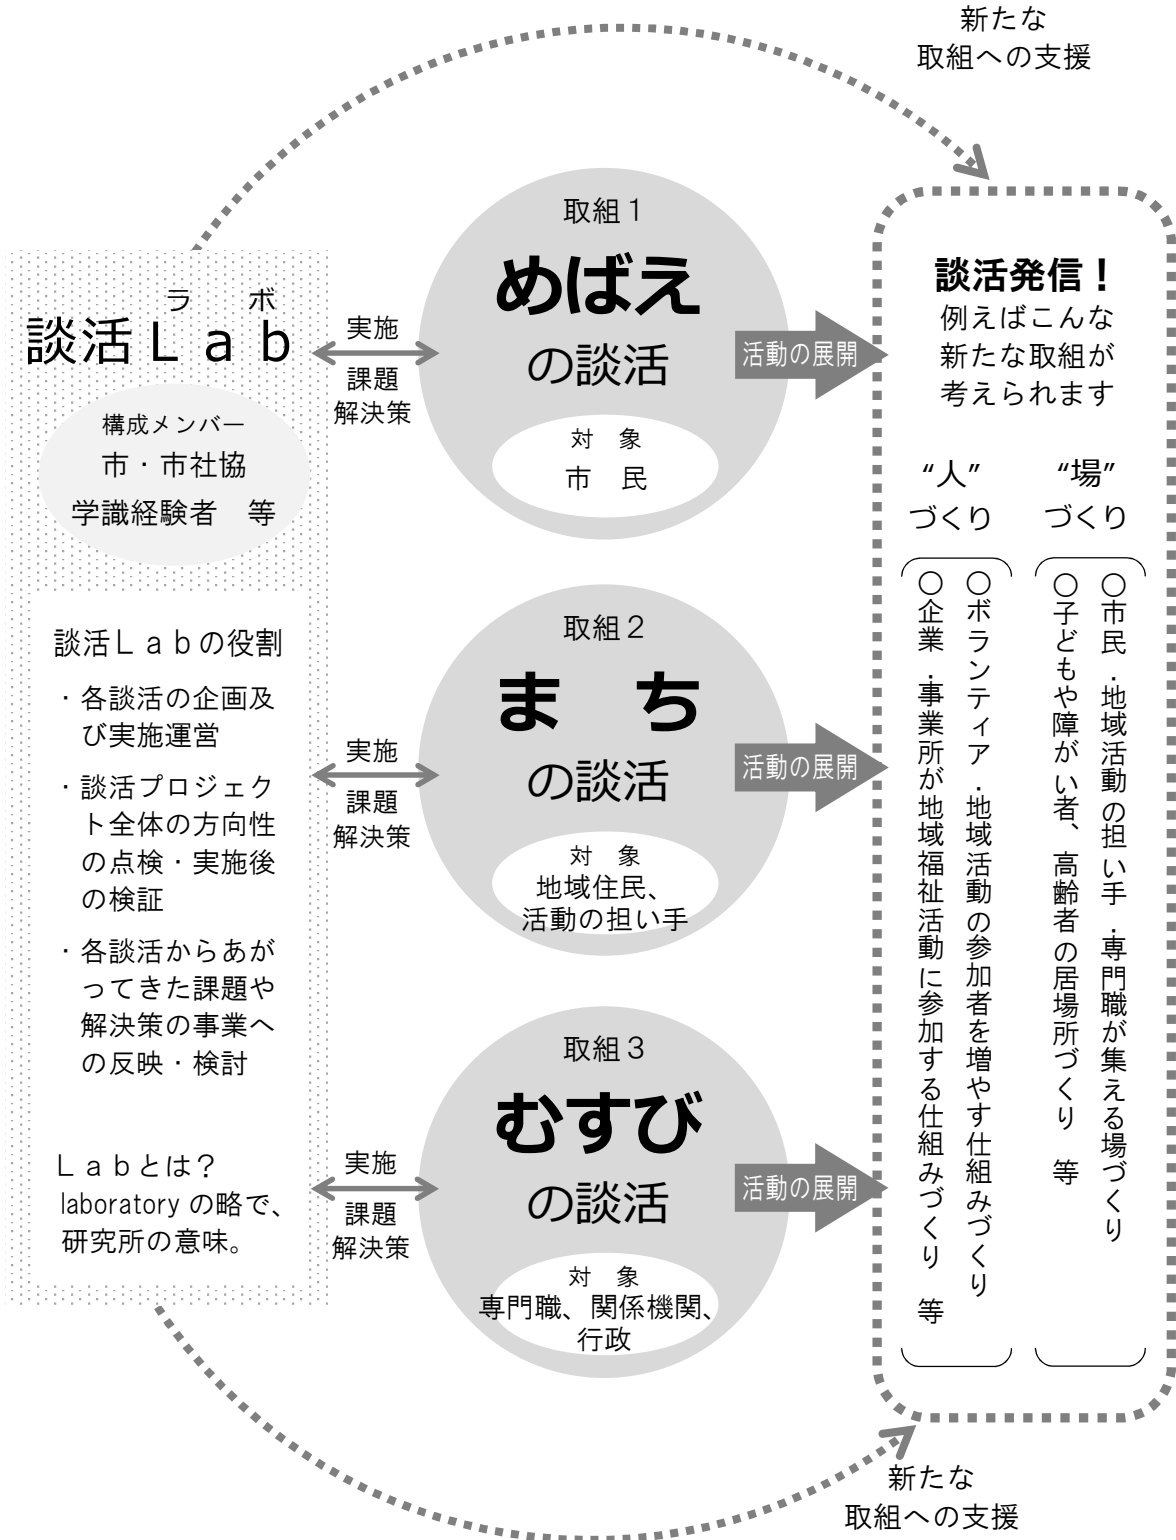 新たな
取組への支援
ラ ボ
談活Ｌａｂ
構成メンバー
市・市社協
学識経験者　等
談活Ｌａｂの役割
・各談活の企画及
び実施運営
・談活プロジェク
ト全体の方向性
の点検・実施後
の検証
・各談活からあが
ってきた課題や
解決策の事業へ
の反映・検討
Ｌａｂとは？
laboratory の略で、
研究所の意味。
実施
課題
解決策
取組１
めばえ
の談活
対　象
市　民
活動の展開
実施
課題
解決策
取組２
ま　ち
の談活
対　象
地域住民、
活動の担い手
活動の展開
実施
課題
解決策
取組３
むすび
の談活
対　象
専門職、関係機関、
行政
活動の展開
談活発信！
例えばこんな
新たな取組が
考えられます
“場”
づくり
○市民・地域活動の担い手・専門職が集える場づくり
○子どもや障がい者、高齢者の居場所づくり　等
“人”
づくり
○ボランティア・地域活動の参加者を増やす仕組みづくり
○企業・事業所が地域福祉活動に参加する仕組みづくり　等
新たな
取組への支援